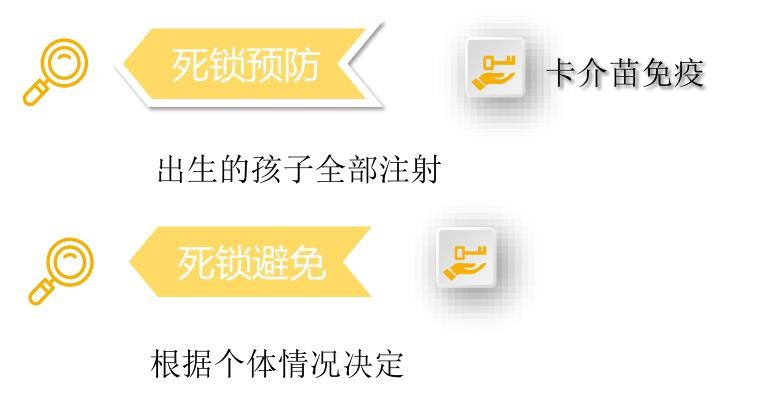 死锁预防
卡介苗免疫
出生的孩子全部注射
死锁避免
根据个体情况决定